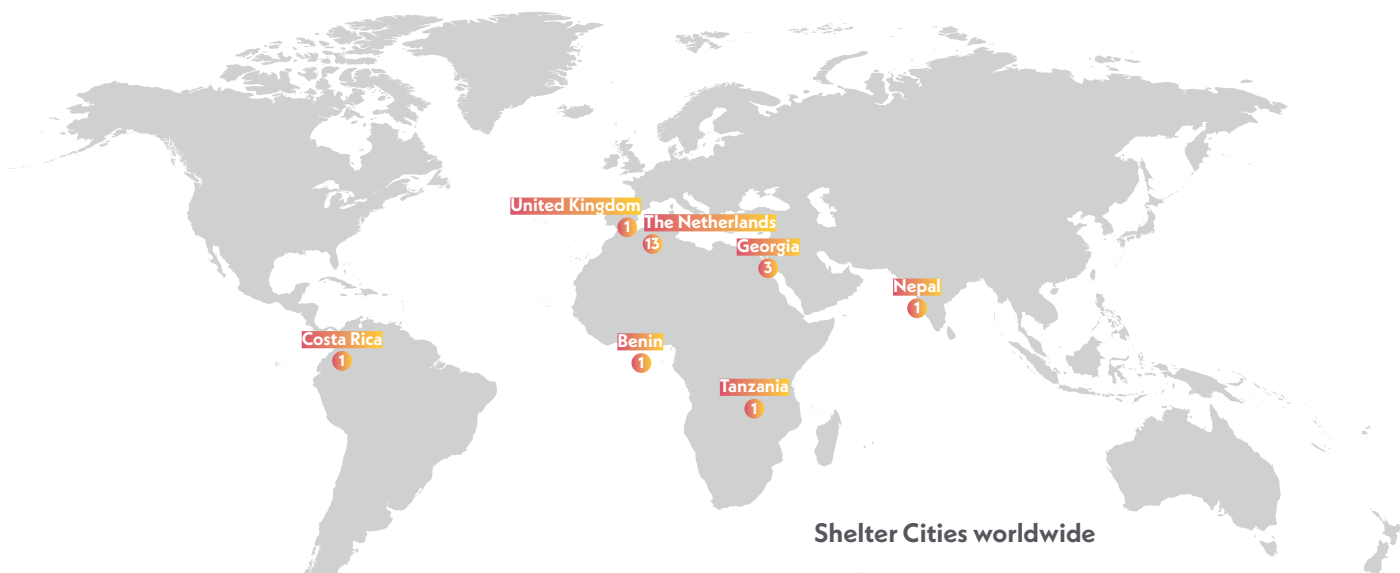 United Kingdom
1
The Netherlands
13
Georgia
3
Nepal
1
Costa Rica
1
Benin
1
Tanzania
1
Shelter Cities worldwide